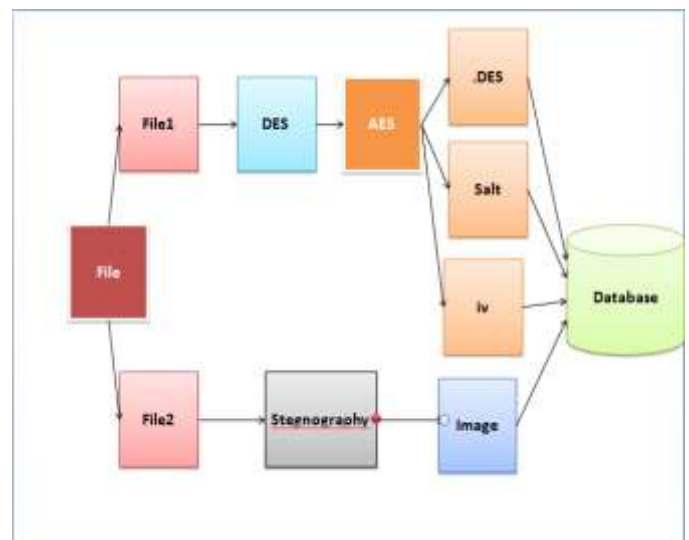 File1
DES
AES
.DES
Salt
Iv
File
Database
File2
Stegnography
Image